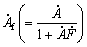 Ȧf (= Ȧ / (1 + ȦḞ))